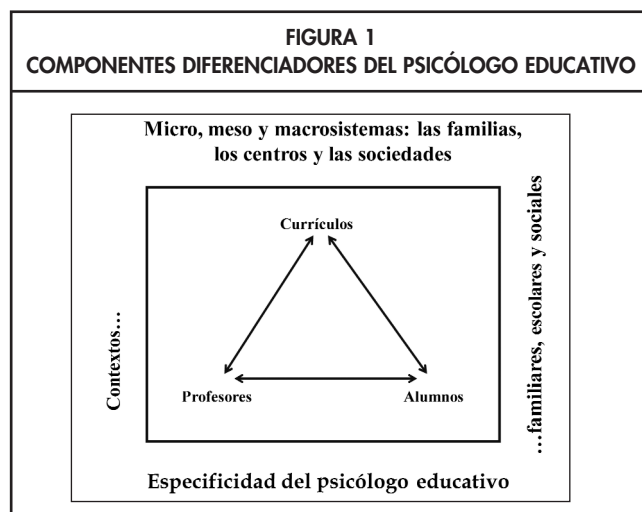 FIGURA 1
COMPONENTES DIFERENCIADORES DEL PSICÓLOGO EDUCATIVO
Micro, meso y macrosistemas: las familias,
los centros y las sociedades
Contextos…
Currículos
Profesores
Alumnos
…familiares, escolares y sociales
Especificidad del psicólogo educativo